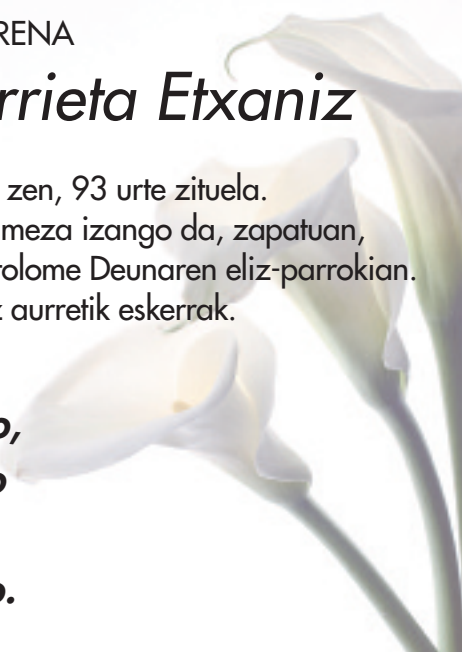 RENA
rrieta Etxaniz
zen, 93 urte zituela.
meza izango da, zapatuan,
rolome Deunaren eliz-parrokian.
z aurretik eskerrak.
o,
o
o.